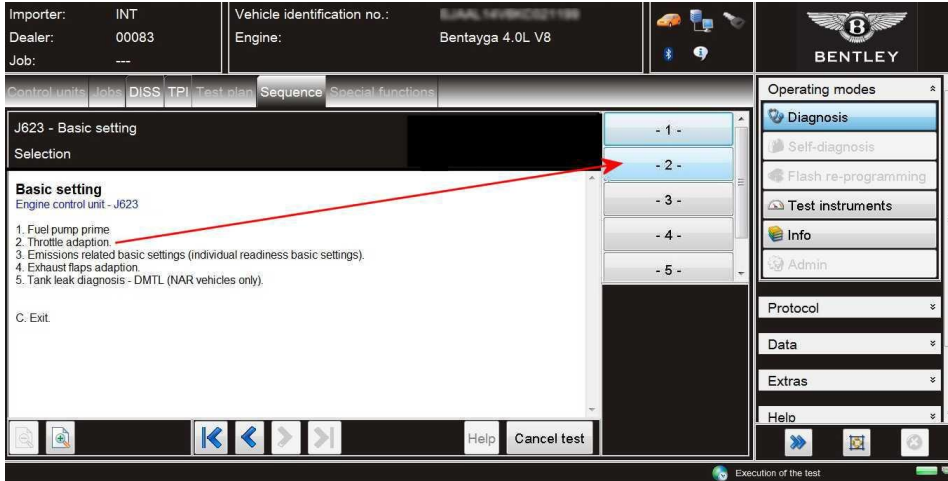 Importer: INT
Dealer: 00083
Job: ---
Vehicle identification no.:
Engine: Bentayga 4.0L V8
BENTLEY
Control units Jobs DISS TPI Test plan Sequence Special functions
J623 - Basic setting
Selection
Basic setting
Engine control unit - J623
1. Fuel pump prime
2. Throttle adaption.
3. Emissions related basic settings (individual readiness basic settings).
4. Exhaust flaps adaption.
5. Tank leak diagnosis - DMTL (NAR vehicles only).
C. Exit.
- 1 -
- 2 -
- 3 -
- 4 -
- 5 -
Help Cancel test
Operating modes
Diagnosis
Self-diagnosis
Flash re-programming
Test instruments
Info
Admin
Protocol
Data
Extras
Help
Execution of the test